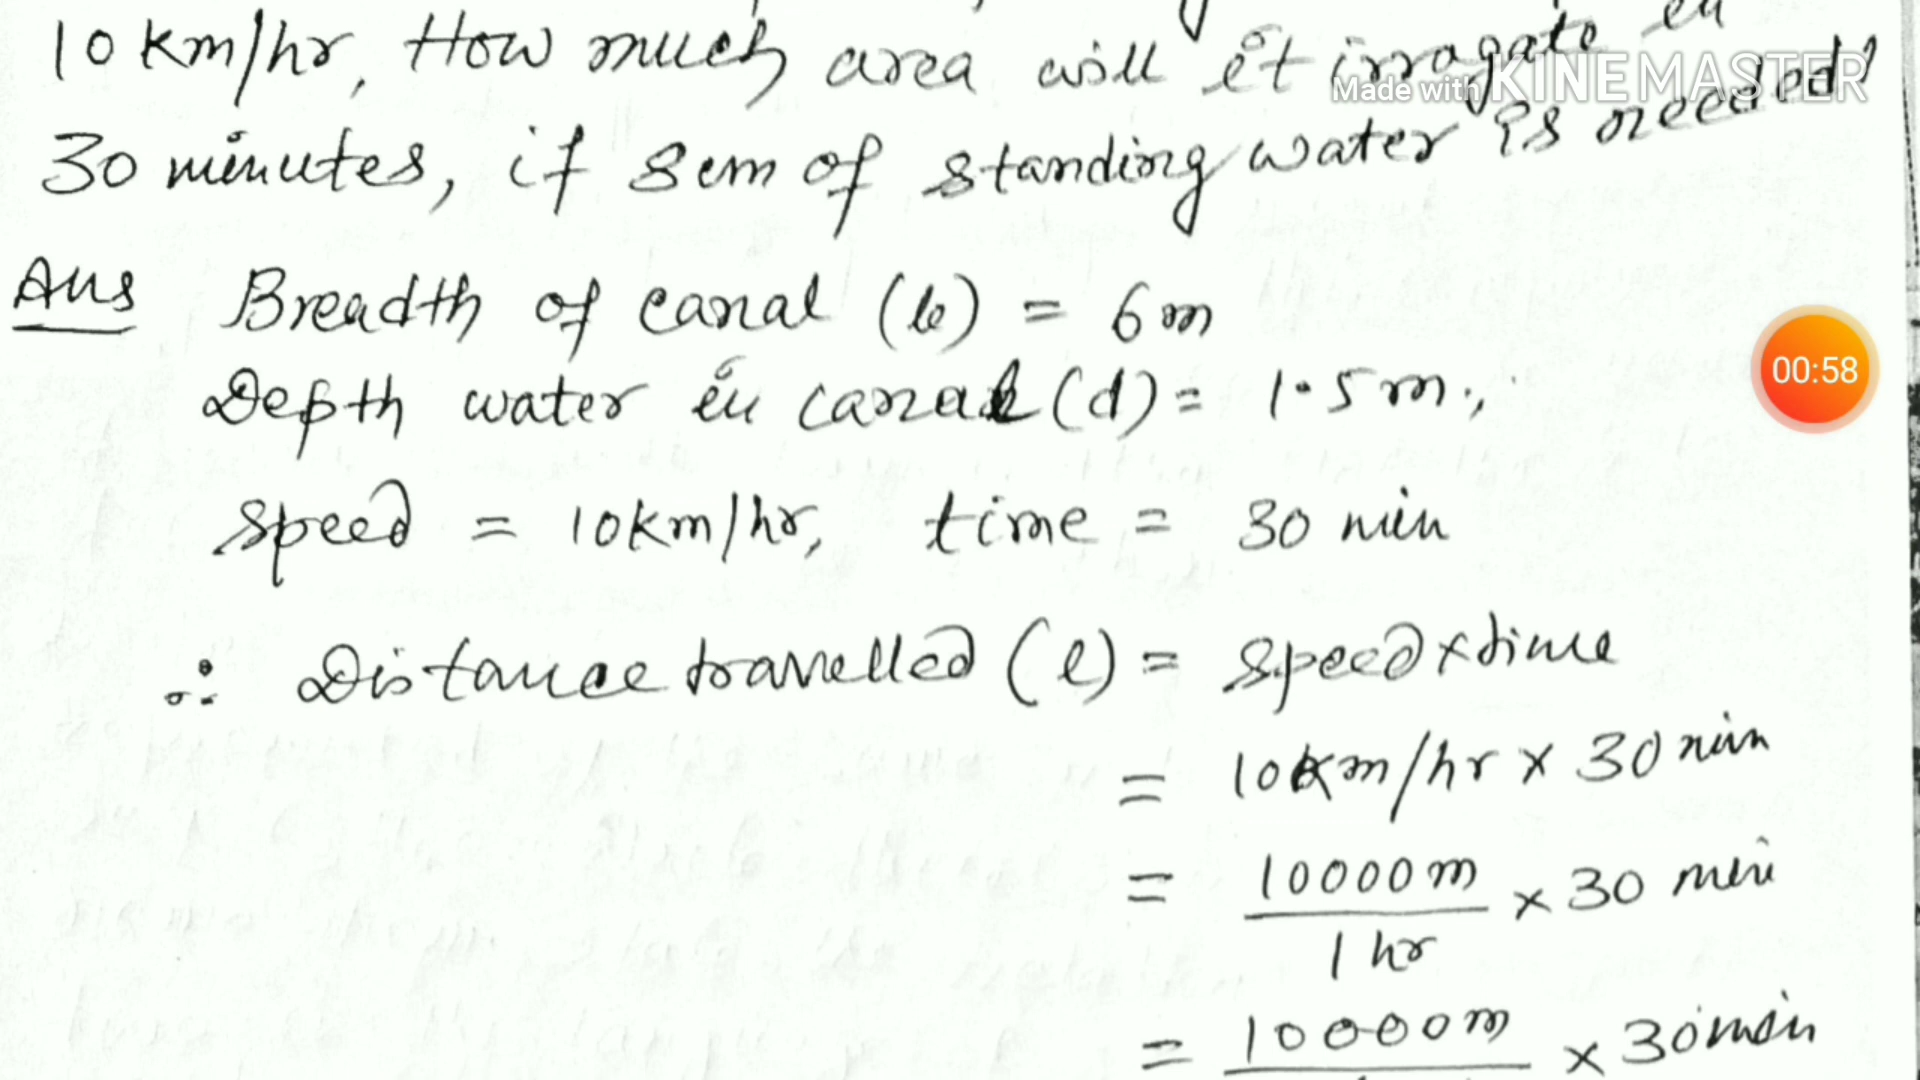 10 km/hr, How much area will it irragate in
Made with KINEMASTER
30 minutes, if 8cm of standing water is needed?
Ans Breadth of canal (b) = 6m
Depth water in canal (d) = 1.5m.,
00:58
speed = 10km/hr, time = 30 min
∴ Distance travelled (l) = speed × time
= 10km/hr × 30 min
= 10000m / 1 hr × 30 min
= 10000m × 30 min